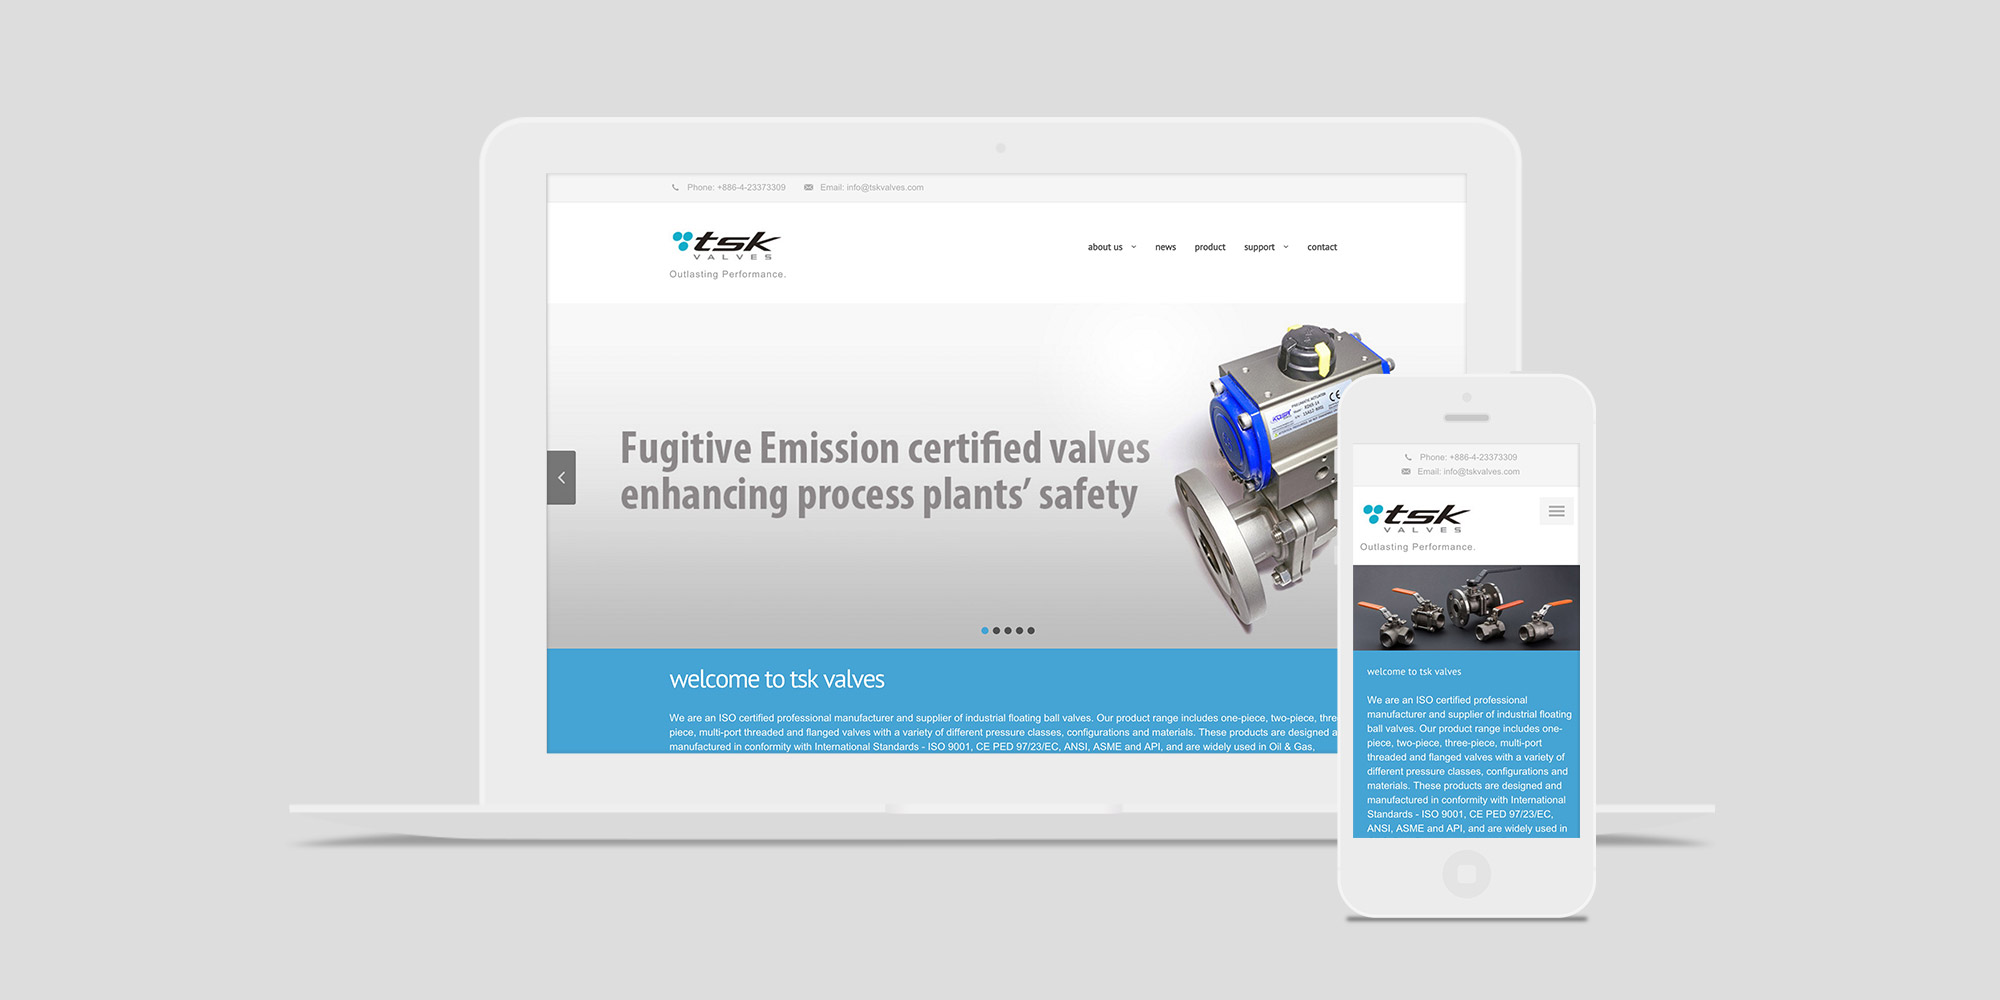 Phone: +886-4-23373309 Email: info@tskvalves.com
tsk
VALVES
Outlasting Performance.
about us news product support contact
Fugitive Emission certified valves
enhancing process plants’ safety
PNEUMATIC ACTUATOR
CE
welcome to tsk valves
We are an ISO certified professional manufacturer and supplier of industrial floating ball valves. Our product range includes one-piece, two-piece, thre
piece, multi-port threaded and flanged valves with a variety of different pressure classes, configurations and materials. These products are designed a
manufactured in conformity with International Standards - ISO 9001, CE PED 97/23/EC, ANSI, ASME and API, and are widely used in Oil & Gas,
Phone: +886-4-23373309
Email: info@tskvalves.com
tsk
VALVES
Outlasting Performance.
welcome to tsk valves
We are an ISO certified professional
manufacturer and supplier of industrial floating
ball valves. Our product range includes one-
piece, two-piece, three-piece, multi-port
threaded and flanged valves with a variety of
different pressure classes, configurations and
materials. These products are designed and
manufactured in conformity with International
Standards - ISO 9001, CE PED 97/23/EC,
ANSI, ASME and API, and are widely used in